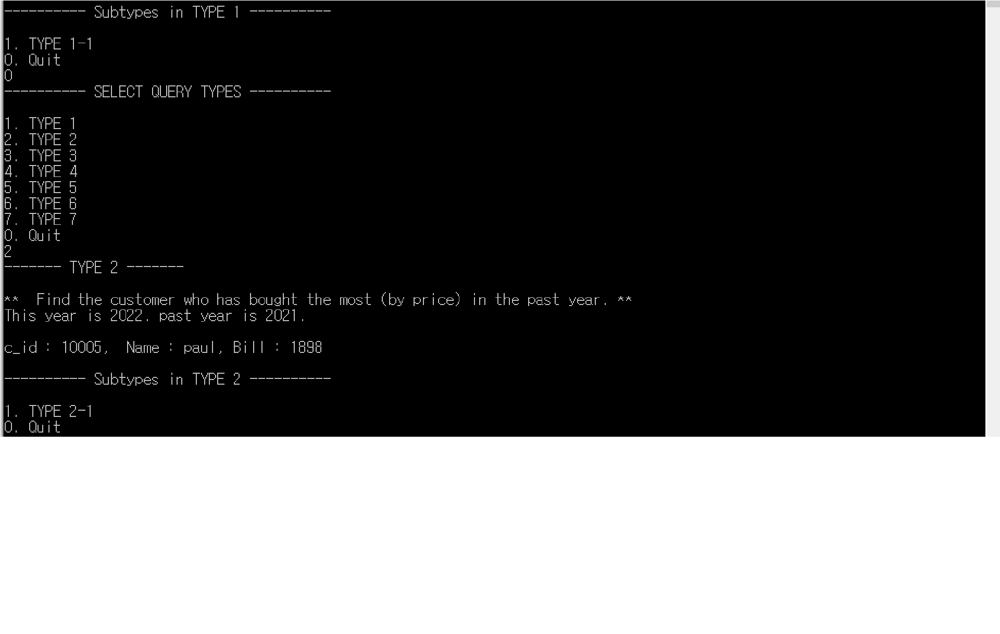 ---------- Subtypes in TYPE 1 ----------
1. TYPE 1-1
0. Quit
0
---------- SELECT QUERY TYPES ----------
1. TYPE 1
2. TYPE 2
3. TYPE 3
4. TYPE 4
5. TYPE 5
6. TYPE 6
7. TYPE 7
0. Quit
2
------- TYPE 2 -------
**  Find the customer who has bought the most (by price) in the past year. **
This year is 2022. past year is 2021.
c_id : 10005,  Name : paul, Bill : 1898
---------- Subtypes in TYPE 2 ----------
1. TYPE 2-1
0. Quit